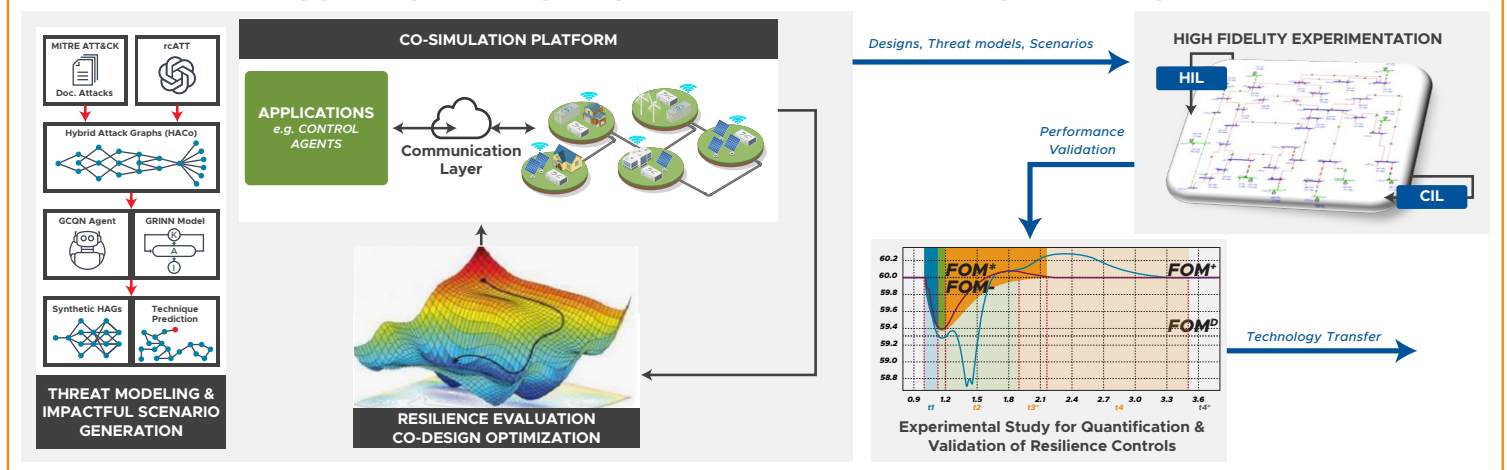 MITRE ATT&CK
Doc. Attacks
rcATT
Hybrid Attack Graphs (HACo)
GCQN Agent
GRINN Model
K
A
I
Synthetic HAGs
Technique
Prediction
THREAT MODELING &
IMPACTFUL SCENARIO
GENERATION
CO-SIMULATION PLATFORM
APPLICATIONS
e.g. CONTROL
AGENTS
Communication
Layer
RESILIENCE EVALUATION
CO-DESIGN OPTIMIZATION
Designs, Threat models, Scenarios
HIGH FIDELITY EXPERIMENTATION
HIL
CIL
Performance
Validation
60.2
60.0
59.8
59.6
59.4
59.2
59.0
58.8
FOM*
FOM-
FOM+
FOMD
0.9 1.2 1.5 1.8 2.1 2.4 2.7 3.0 3.3 3.6
t1 t2 t3" t4 t4"
Experimental Study for Quantification &
Validation of Resilience Controls
Technology Transfer